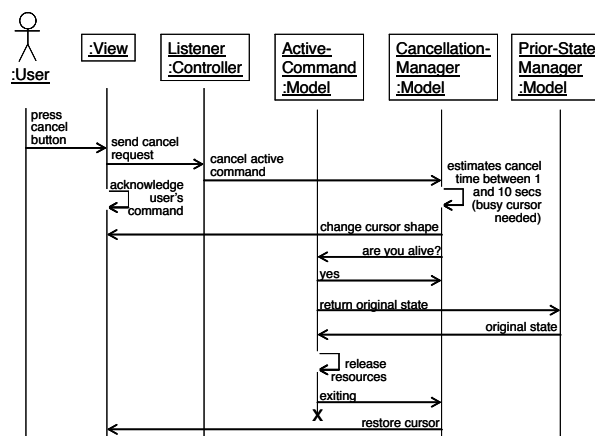 :User
:View
Listener
:Controller
Active-
Command
:Model
Cancellation-
Manager
:Model
Prior-State
Manager
:Model
press
cancel
button
send cancel
request
cancel active
command
estimates cancel
time between 1
and 10 secs
(busy cursor
needed)
acknowledge
user's
command
change cursor shape
are you alive?
yes
return original state
original state
release
resources
exiting
X
restore cursor